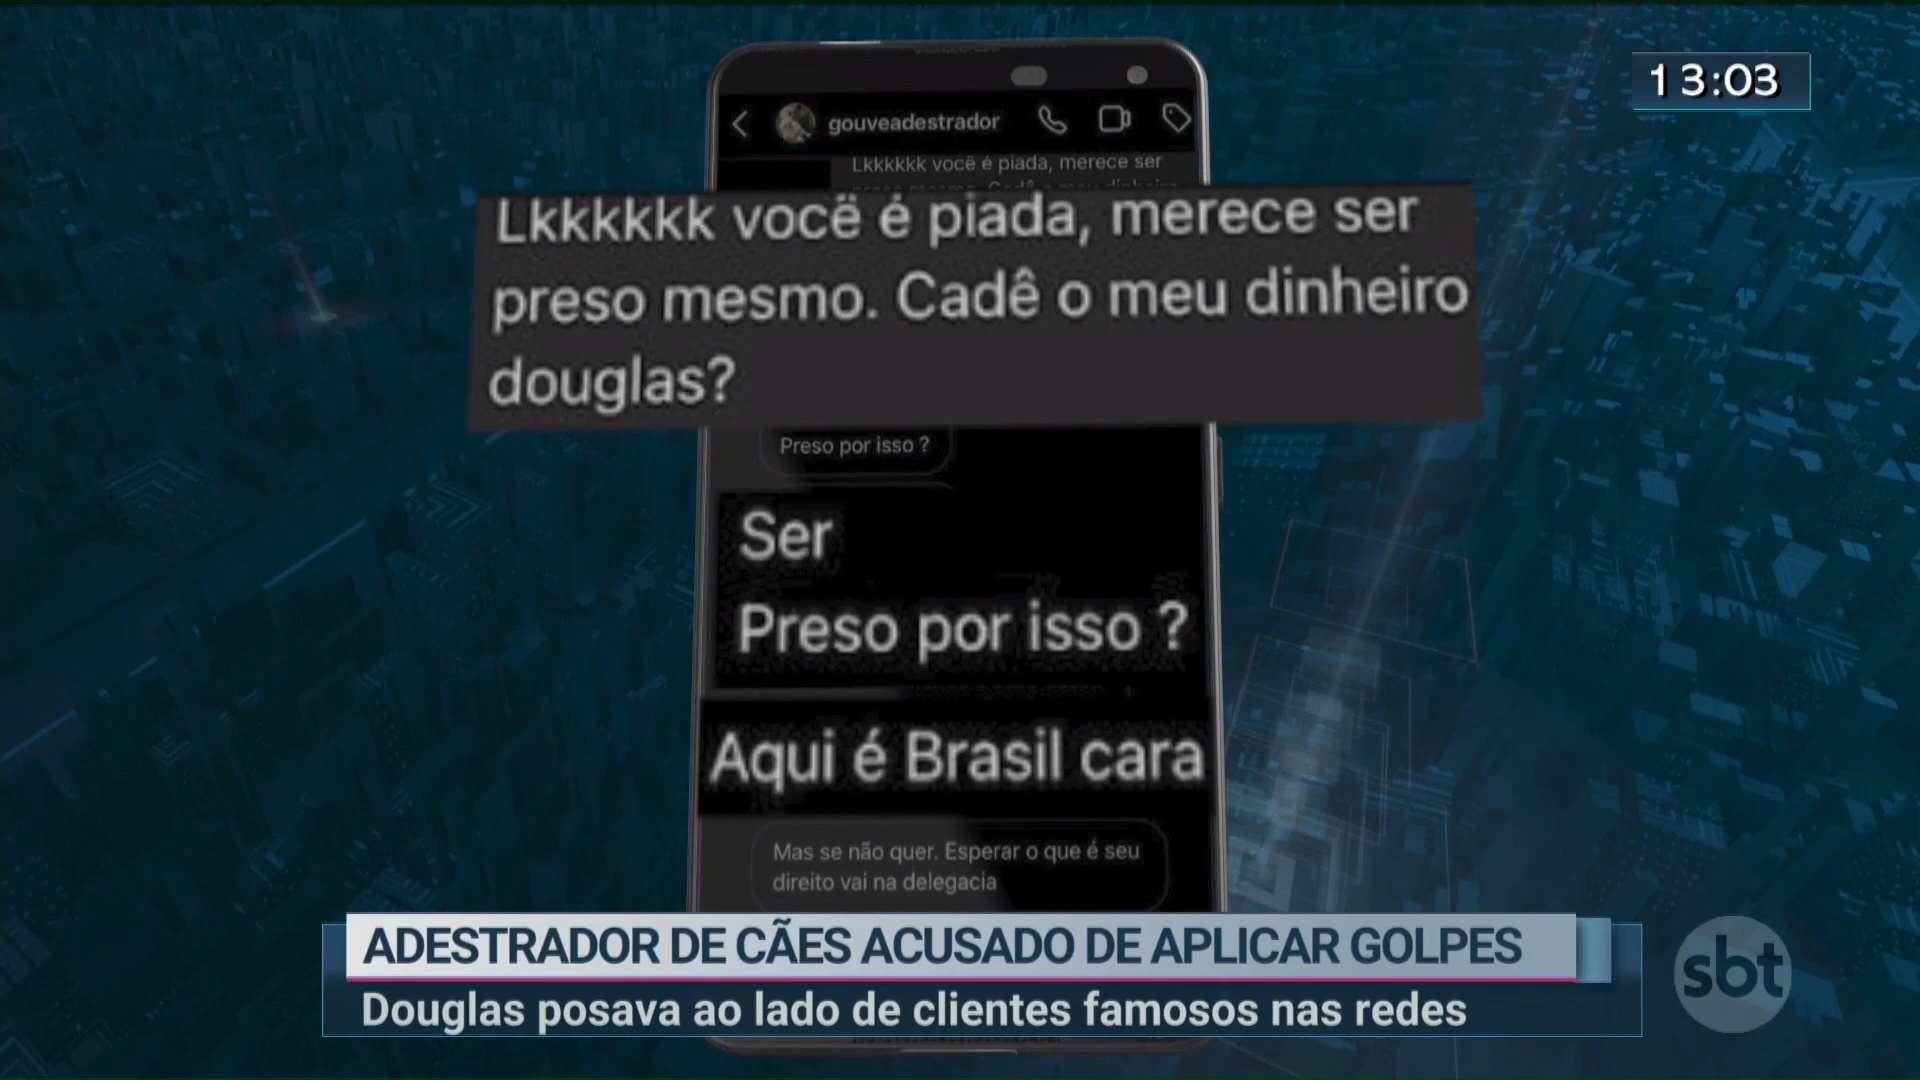 13:03
gouveadestrador
Lkkkkkk você é piada, merece ser
Lkkkkkk você é piada, merece ser
preso mesmo. Cadê o meu dinheiro
douglas?
Preso por isso ?
Ser
Preso por isso ?
Aqui é Brasil cara
Mas se não quer. Esperar o que é seu
direito vai na delegacia
ADESTRADOR DE CÃES ACUSADO DE APLICAR GOLPES
Douglas posava ao lado de clientes famosos nas redes
sbt